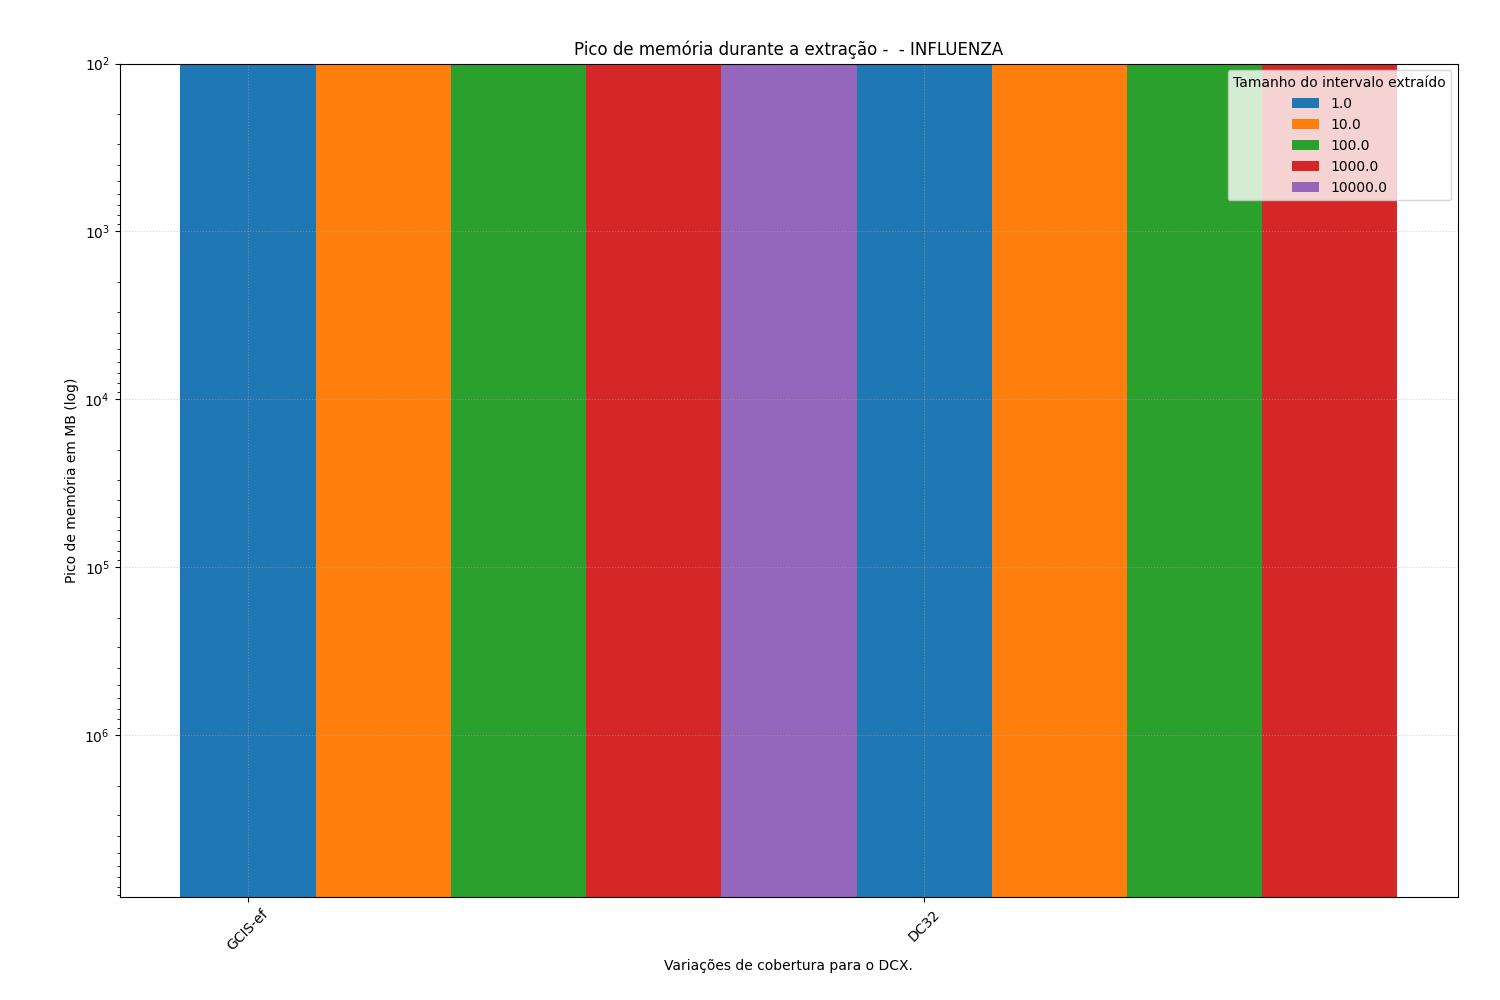 Pico de memória durante a extração -  - INFLUENZA
Tamanho do intervalo extraído
1.0
10.0
100.0
1000.0
10000.0
10²
10³
10⁴
10⁵
10⁶
Pico de memória em MB (log)
GCIS-ef
DC32
Variações de cobertura para o DCX.